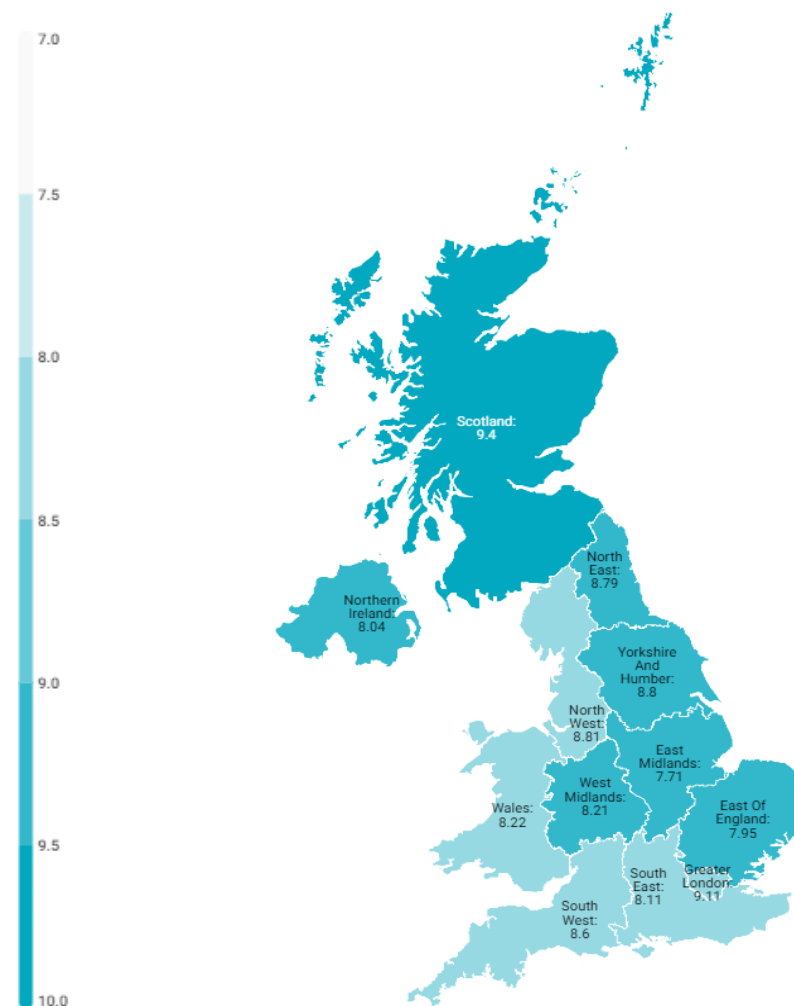 7.0
7.5
8.0
8.5
9.0
9.5
10.0
Scotland:
9.4
North
East:
8.79
Northern
Ireland:
8.04
Yorkshire
And
Humber:
8.8
North
West:
8.81
East
Midlands:
7.71
West
Midlands:
8.21
Wales:
8.22
East Of
England:
7.95
South
East:
8.11
Greater
London:
9.11
South
West:
8.6